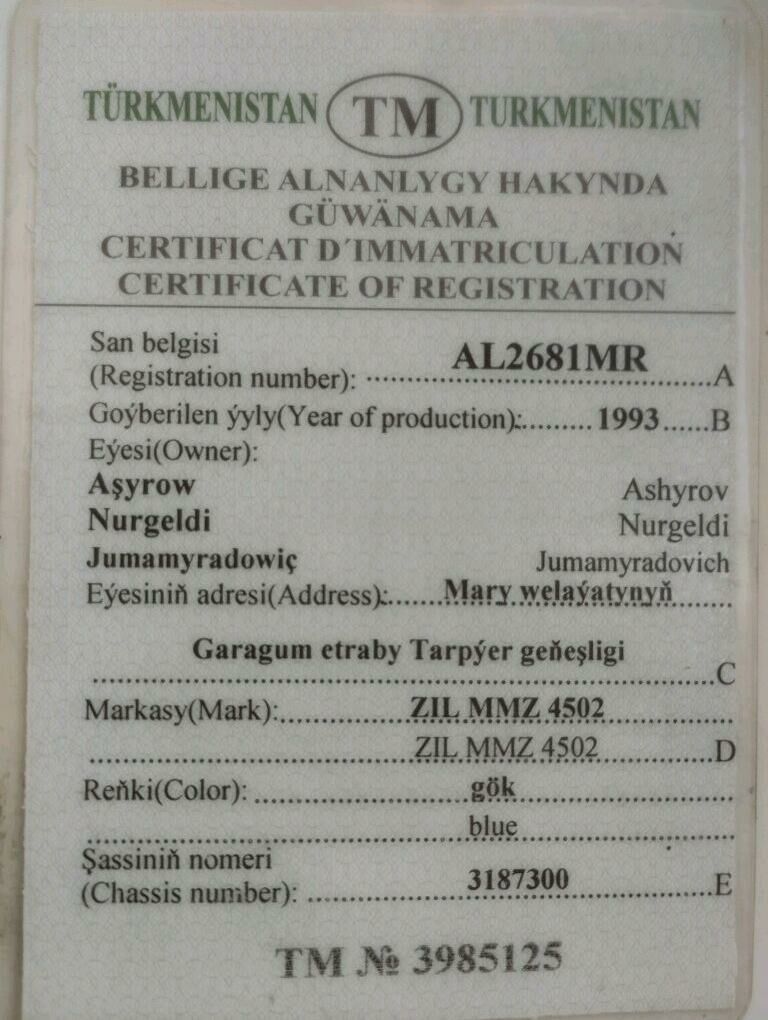 TÜRKMENISTAN TM TURKMENISTAN
BELLIGE ALNANLYGY HAKYNDA
GÜWÄNAMA
CERTIFICAT D´IMMATRICULATION
CERTIFICATE OF REGISTRATION
San belgisi
(Registration number): AL2681MR A
Goýberilen ýyly(Year of production): 1993 B
Eýesi(Owner):
Aşyrow Ashyrov
Nurgeldi Nurgeldi
Jumamyradowiç Jumamyradovich
Eýesiniň adresi(Address): Mary welaýatynyň
Garagum etraby Tarpýer geňeşligi
C
Markasy(Mark): ZIL MMZ 4502
ZIL MMZ 4502 D
Reňki(Color): gök
blue
Şassiniň nomeri
(Chassis number): 3187300 E
TM № 3985125